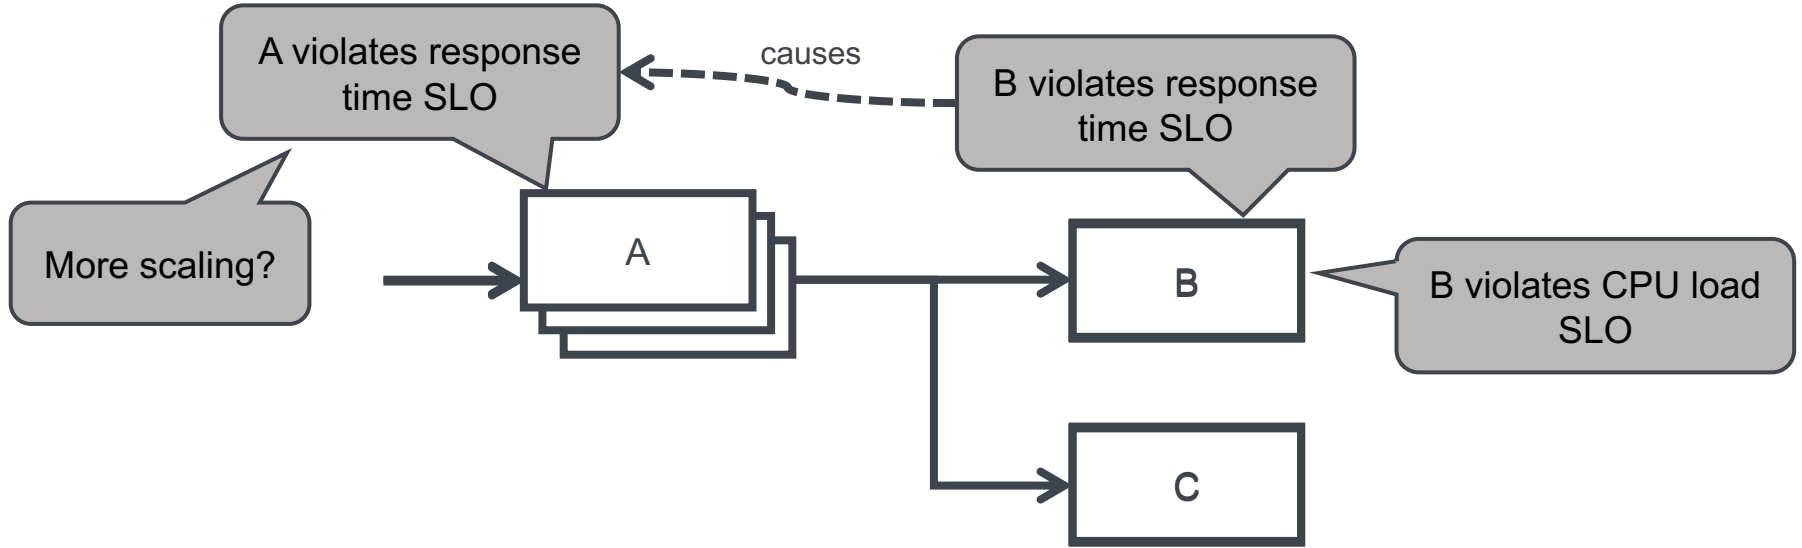 A violates response
time SLO
causes
B violates response
time SLO
More scaling?
A
B
B violates CPU load
SLO
C